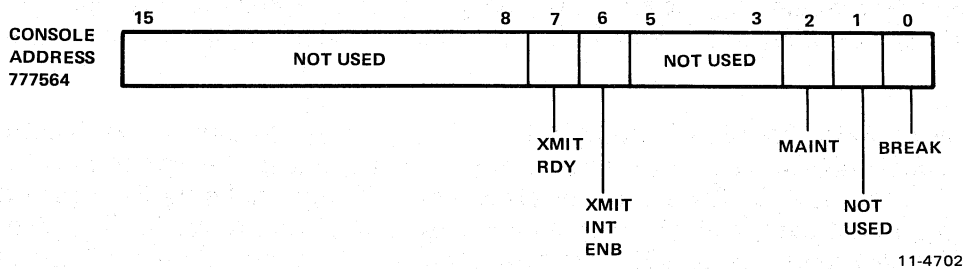 15 8 7 6 5 3 2 1 0
CONSOLE
ADDRESS
777564
NOT USED
NOT USED
XMIT
RDY
MAINT
BREAK
XMIT
INT
ENB
NOT
USED
11-4702